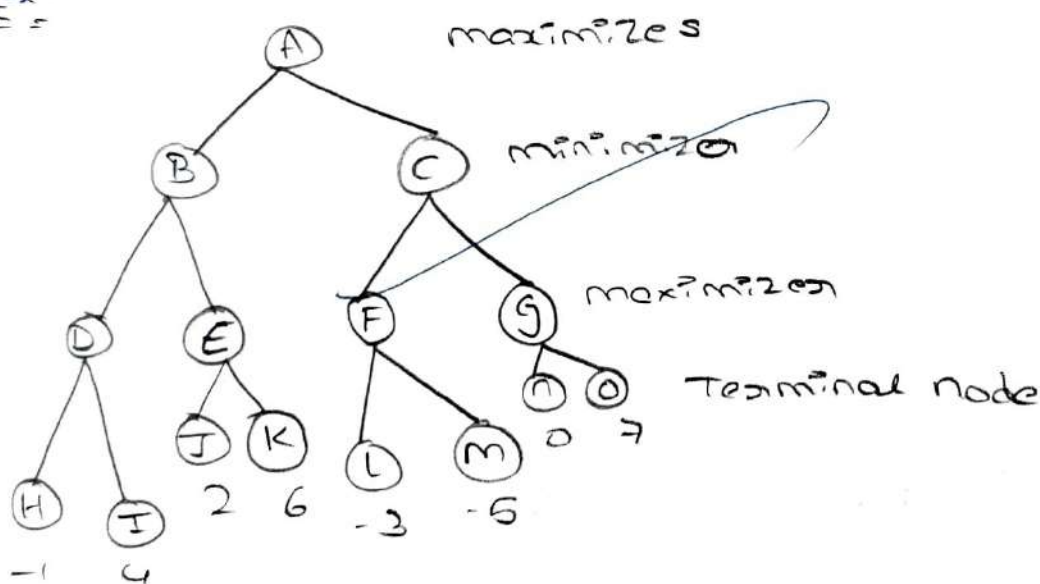 A maximizes
B C minimizer
D E F g maximizer
J K n o Terminal node
0 7
H I L m
2 6 -3 -5
-1 4